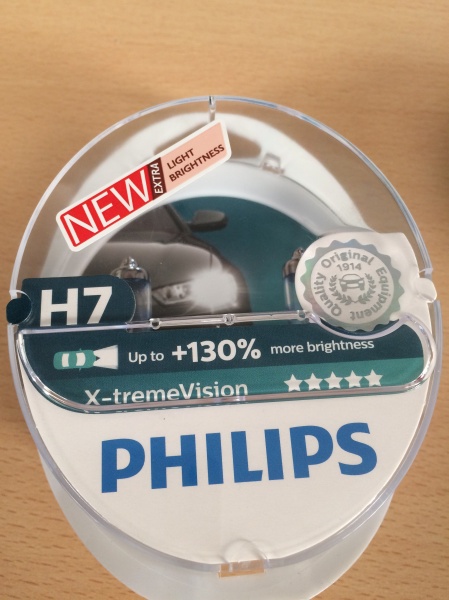 NEW
EXTRA
LIGHT
BRIGHTNESS
Quality Original Equipment
1914
H7
Up to +130% more brightness
X-tremeVision
PHILIPS